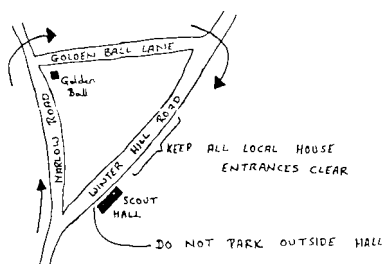 GOLDEN BALL LANE
Golden
Ball
MARLOW ROAD
WINTER HILL ROAD
KEEP ALL LOCAL HOUSE
ENTRANCES CLEAR
SCOUT
HALL
DO NOT PARK OUTSIDE HALL